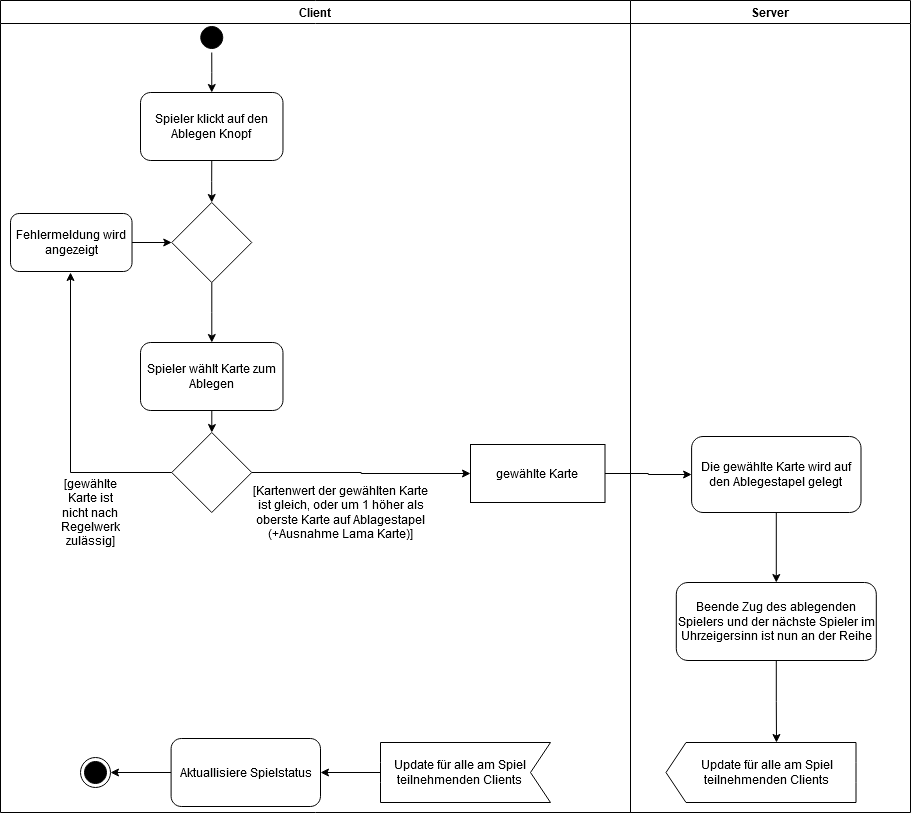 Client
Server
Spieler klickt auf den
Ablegen Knopf
Fehlermeldung wird
angezeigt
Spieler wählt Karte zum
Ablegen
[gewählte
Karte ist
nicht nach
Regelwerk
zulässig]
[Kartenwert der gewählten Karte
ist gleich, oder um 1 höher als
oberste Karte auf Ablagestapel
(+Ausnahme Lama Karte)]
gewählte Karte
Die gewählte Karte wird auf
den Ablegestapel gelegt
Beende Zug des ablegenden
Spielers und der nächste Spieler im
Uhrzeigersinn ist nun an der Reihe
Aktuallisiere Spielstatus
Update für alle am Spiel
teilnehmenden Clients
Update für alle am Spiel
teilnehmenden Clients